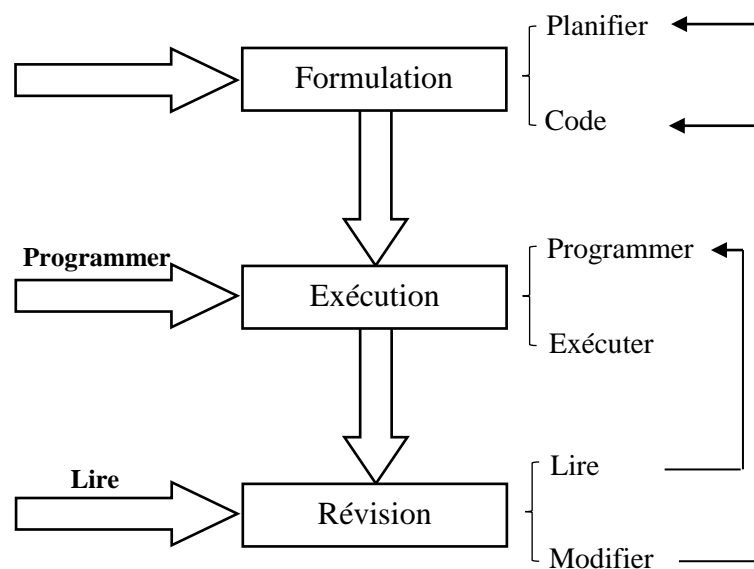 Planifier
Formulation
Code
Programmer
Programmer
Exécution
Exécuter
Lire
Lire
Révision
Modifier